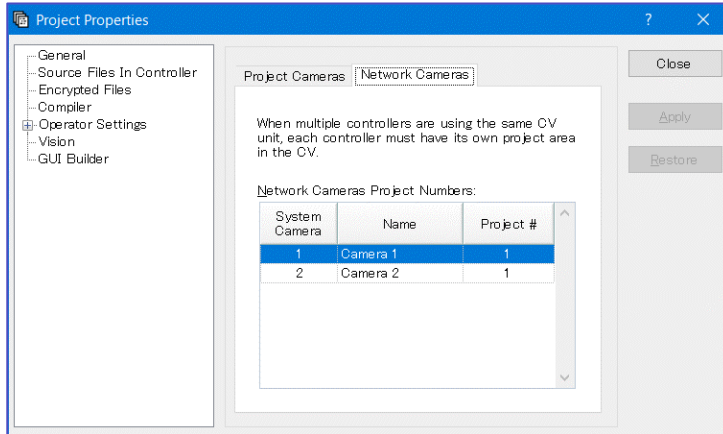 Project Properties
? ×
General
Source Files In Controller
Encrypted Files
Compiler
Operator Settings
Vision
GUI Builder
Project Cameras Network Cameras
When multiple controllers are using the same CV
unit, each controller must have its own project area
in the CV.
Network Cameras Project Numbers:
System Camera Name Project #
1 Camera 1 1
2 Camera 2 1
Close
Apply
Restore